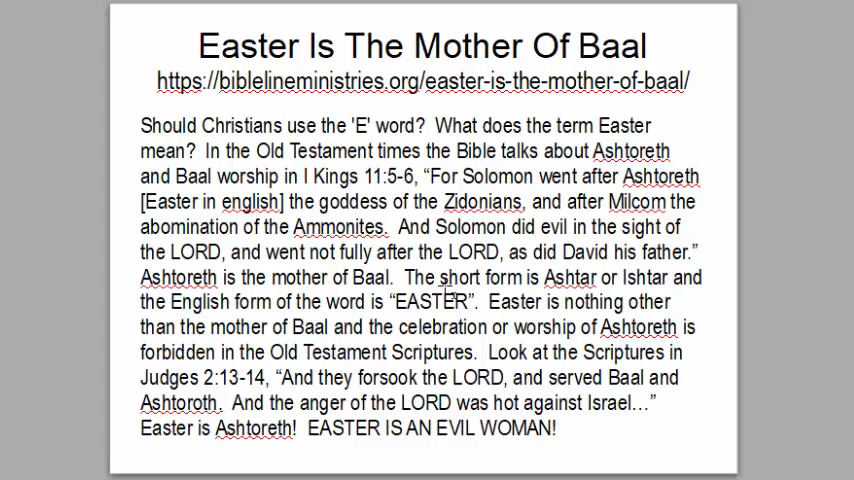 Easter Is The Mother Of Baal
https://biblelineministries.org/easter-is-the-mother-of-baal/
Should Christians use the 'E' word?  What does the term Easter
mean?  In the Old Testament times the Bible talks about Ashtoreth
and Baal worship in I Kings 11:5-6, “For Solomon went after Ashtoreth
[Easter in english] the goddess of the Zidonians, and after Milcom the
abomination of the Ammonites.  And Solomon did evil in the sight of
the LORD, and went not fully after the LORD, as did David his father.”
Ashtoreth is the mother of Baal.  The short form is Ashtar or Ishtar and
the English form of the word is “EASTER”.  Easter is nothing other
than the mother of Baal and the celebration or worship of Ashtoreth is
forbidden in the Old Testament Scriptures.  Look at the Scriptures in
Judges 2:13-14, “And they forsook the LORD, and served Baal and
Ashtoroth.  And the anger of the LORD was hot against Israel…”
Easter is Ashtoreth!  EASTER IS AN EVIL WOMAN!